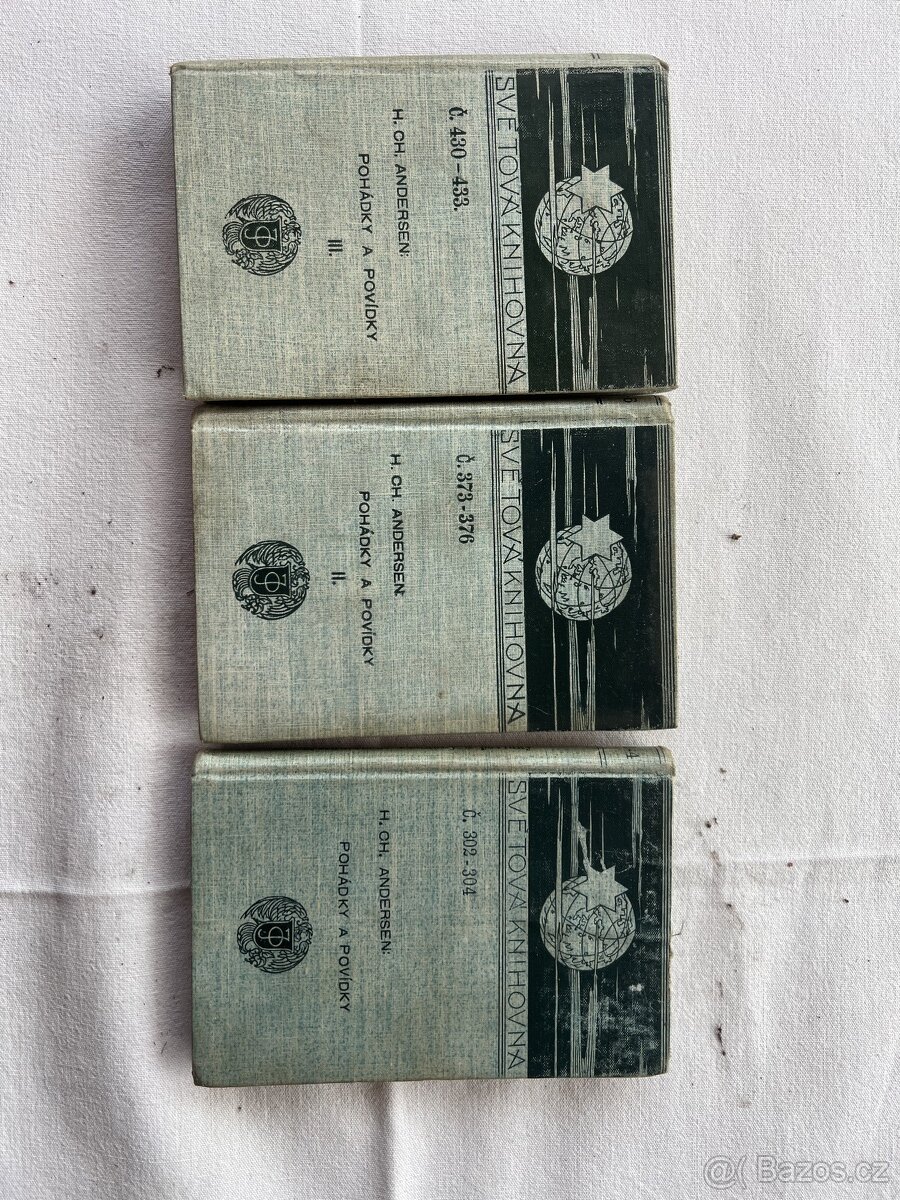 SVĚTOVÁ KNIHOVNA
Č. 430-433.
H. CH. ANDERSEN:
POHÁDKY A POVÍDKY
III.
SVĚTOVÁ KNIHOVNA
Č. 373-376
H. CH. ANDERSEN:
POHÁDKY A POVÍDKY
II.
SVĚTOVÁ KNIHOVNA
Č. 302-304
H. CH. ANDERSEN:
POHÁDKY A POVÍDKY
@( Bazos.cz